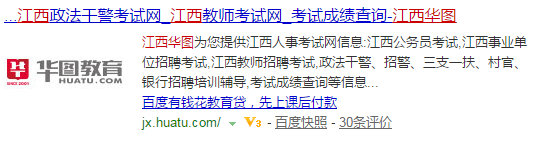 ...江西政法干警考试网_江西教师考试网_考试成绩查询-江西华图
江西华图为您提供江西人事考试网信息:江西公务员考试,江西事业单
位招聘考试,江西教师招聘考试,政法干警、招警、三支一扶、村官、
银行招聘培训辅导,考试成绩查询等信息...
百度有钱花教育贷，先上课后付款
jx.huatu.com/ V3 - 百度快照 - 30条评价
华图教育
SINCE 2001 HUATU.COM